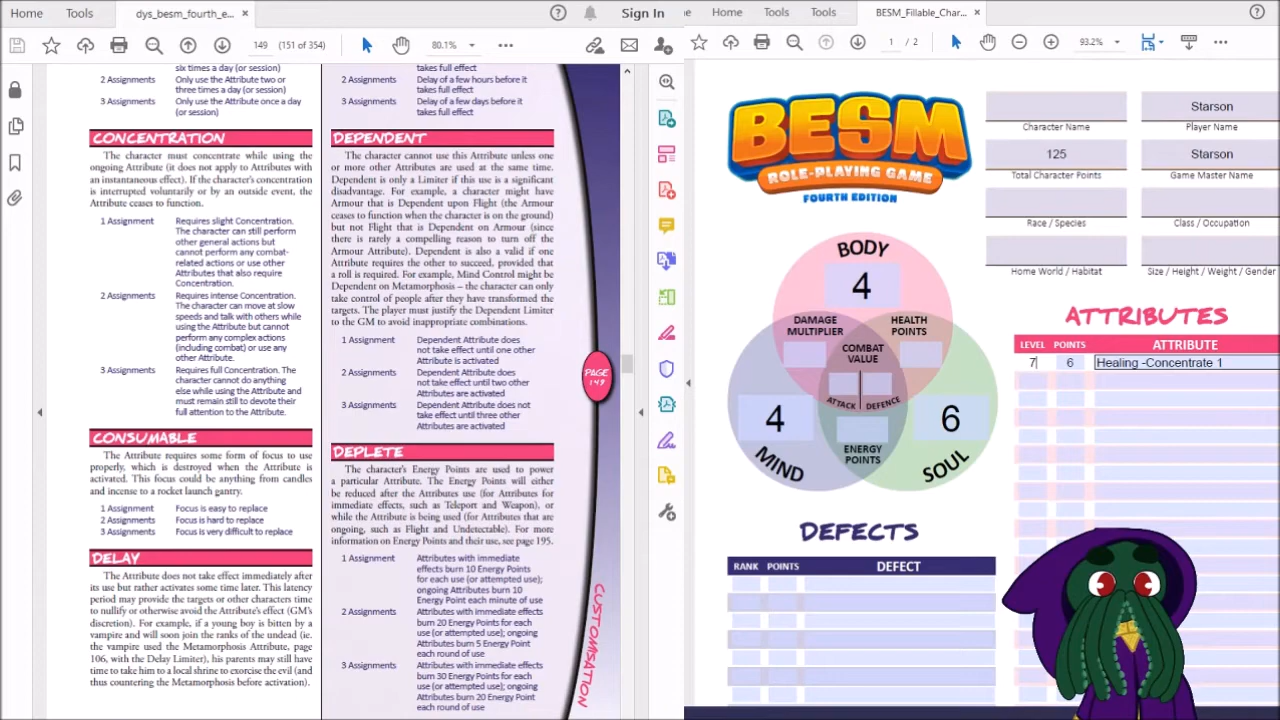 Home
Tools
dys_besm_fourth_e...
Sign In
149
(151 of 354)
80.1%
six times a day (or session)
2 Assignments
Only use the Attribute two or
three times a day (or session)
3 Assignments
Only use the Attribute once a day
(or session)
CONCENTRATION
The character must concentrate while using the
ongoing Attribute (it does not apply to Attributes with
an instantaneous effect). If the character's concentration
is interrupted voluntarily or by an outside event, the
Attribute ceases to function.
1 Assignment
Requires slight Concentration.
The character can still perform
other general actions but
cannot perform any combat-
related actions or use other
Attributes that also require
Concentration.
2 Assignments
Requires intense Concentration.
The character can move at slow
speeds and talk with others while
using the Attribute but cannot
perform any complex actions
(including combat) or use any
other Attribute.
3 Assignments
Requires full Concentration. The
character cannot do anything
else while using the Attribute and
must remain still to devote their
full attention to the Attribute.
CONSUMABLE
The Attribute requires some form of focus to use
properly, which is destroyed when the Attribute is
activated. This focus could be anything from candles
and incense to a rocket launch gantry.
1 Assignment
Focus is easy to replace
2 Assignments
Focus is hard to replace
3 Assignments
Focus is very difficult to replace
DELAY
The Attribute does not take effect immediately after
its use but rather activates some time later. This latency
period may provide the targets or other characters time
to nullify or otherwise avoid the Attribute's effect (GM's
discretion). For example, if a young boy is bitten by a
vampire and will soon join the ranks of the undead (ie.
the vampire used the Metamorphosis Attribute, page
106, with the Delay Limiter), his parents may still have
time to take him to a local shrine to exorcise the evil (and
thus countering the Metamorphosis before activation).
takes full effect
2 Assignments
Delay of a few hours before it
takes full effect
3 Assignments
Delay of a few days before it
takes full effect
DEPENDENT
The character cannot use this Attribute unless one
or more other Attributes are used at the same time.
Dependent is only a Limiter if this use is a significant
disadvantage. For example, a character might have
Armour that is Dependent upon Flight (the Armour
ceases to function when the character is on the ground)
but not Flight that is Dependent on Armour (since
there is rarely a compelling reason to turn off the
Armour Attribute). Dependent is also a valid if one
Attribute requires the other to succeed, provided that
a roll is required. For example, Mind Control might be
Dependent on Metamorphosis – the character can only
take control of people after they have transformed the
targets. The player must justify the Dependent Limiter
to the GM to avoid inappropriate combinations.
1 Assignment
Dependent Attribute does
not take effect until one other
Attribute is activated
2 Assignments
Dependent Attribute does
not take effect until two other
Attributes are activated
3 Assignments
Dependent Attribute does not
take effect until three other
Attributes are activated
DEPLETE
The character's Energy Points are used to power
a particular Attribute. The Energy Points will either
be reduced after the Attributes use (for Attributes for
immediate effects, such as Teleport and Weapon), or
while the Attribute is being used (for Attributes that are
ongoing, such as Flight and Undetectable). For more
information on Energy Points and their use, see page 195.
1 Assignment
Attributes with immediate
effects burn 10 Energy Points
for each use (or attempted use);
ongoing Attributes burn 10
Energy Point each minute of use
2 Assignments
Attributes with immediate effects
burn 20 Energy Points for each
use (or attempted use); ongoing
Attributes burn 5 Energy Point
each round of use
3 Assignments
Attributes with immediate effects
burn 30 Energy Points for each
use (or attempted use); ongoing
Attributes burn 20 Energy Point
each round of use
PAGE
149
CUSTOMISATION
Home
Tools
Tools
BESM_Fillable_Char...
1 / 2
93.2%
BESM
ROLE-PLAYING GAME
FOURTH EDITION
Starson
Character Name
Player Name
125
Starson
Total Character Points
Game Master Name
Race / Species
Class / Occupation
Home World / Habitat
Size / Height / Weight / Gender
BODY
4
DAMAGE
MULTIPLIER
HEALTH
POINTS
COMBAT
VALUE
ATTACK
DEFENCE
4
MIND
ENERGY
POINTS
6
SOUL
ATTRIBUTES
LEVEL
POINTS
ATTRIBUTE
7
6
Healing -Concentrate 1
DEFECTS
RANK
POINTS
DEFECT